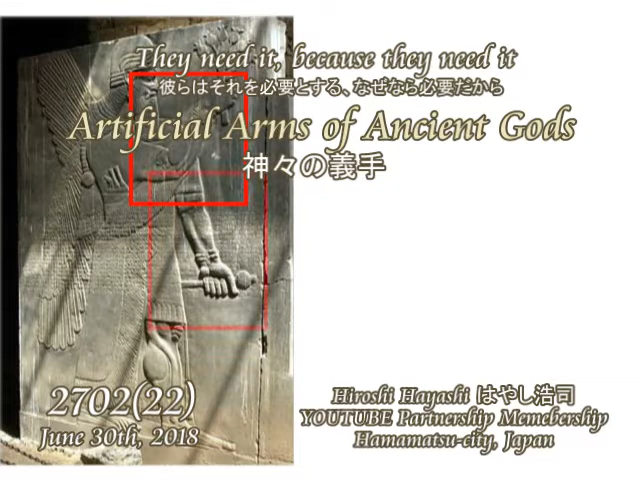 They need it, because they need it
彼らはそれを必要とする、なぜなら必要だから
Artificial Arms of Ancient Gods
神々の義手
2702(22)
June 30th, 2018
Hiroshi Hayashi はやし浩司
YOUTUBE Partnership Memebership
Hamamatsu-city, Japan